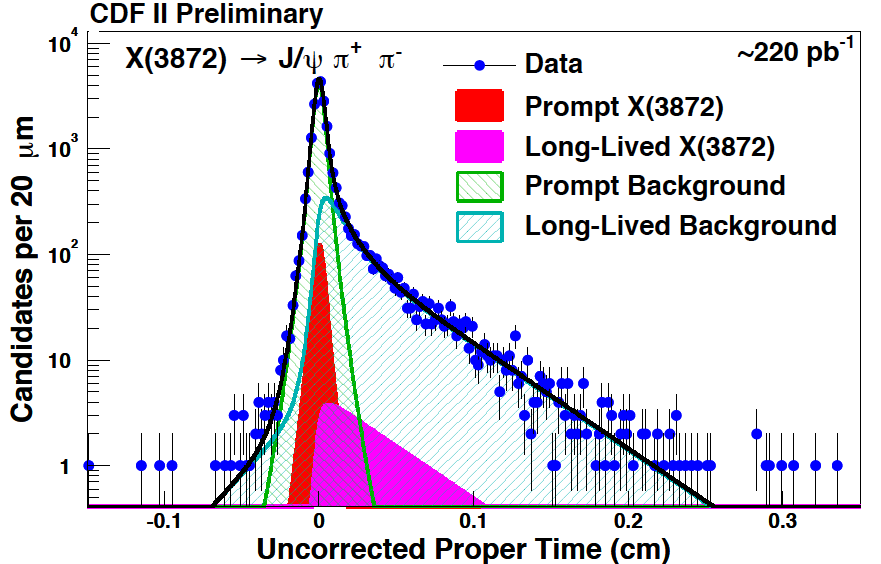 CDF II Preliminary
X(3872) → J/ψ π⁺ π⁻
~220 pb⁻¹
Data
Prompt X(3872)
Long-Lived X(3872)
Prompt Background
Long-Lived Background
Candidates per 20 μm
10⁴
10³
10²
10
1
-0.1 0 0.1 0.2 0.3
Uncorrected Proper Time (cm)